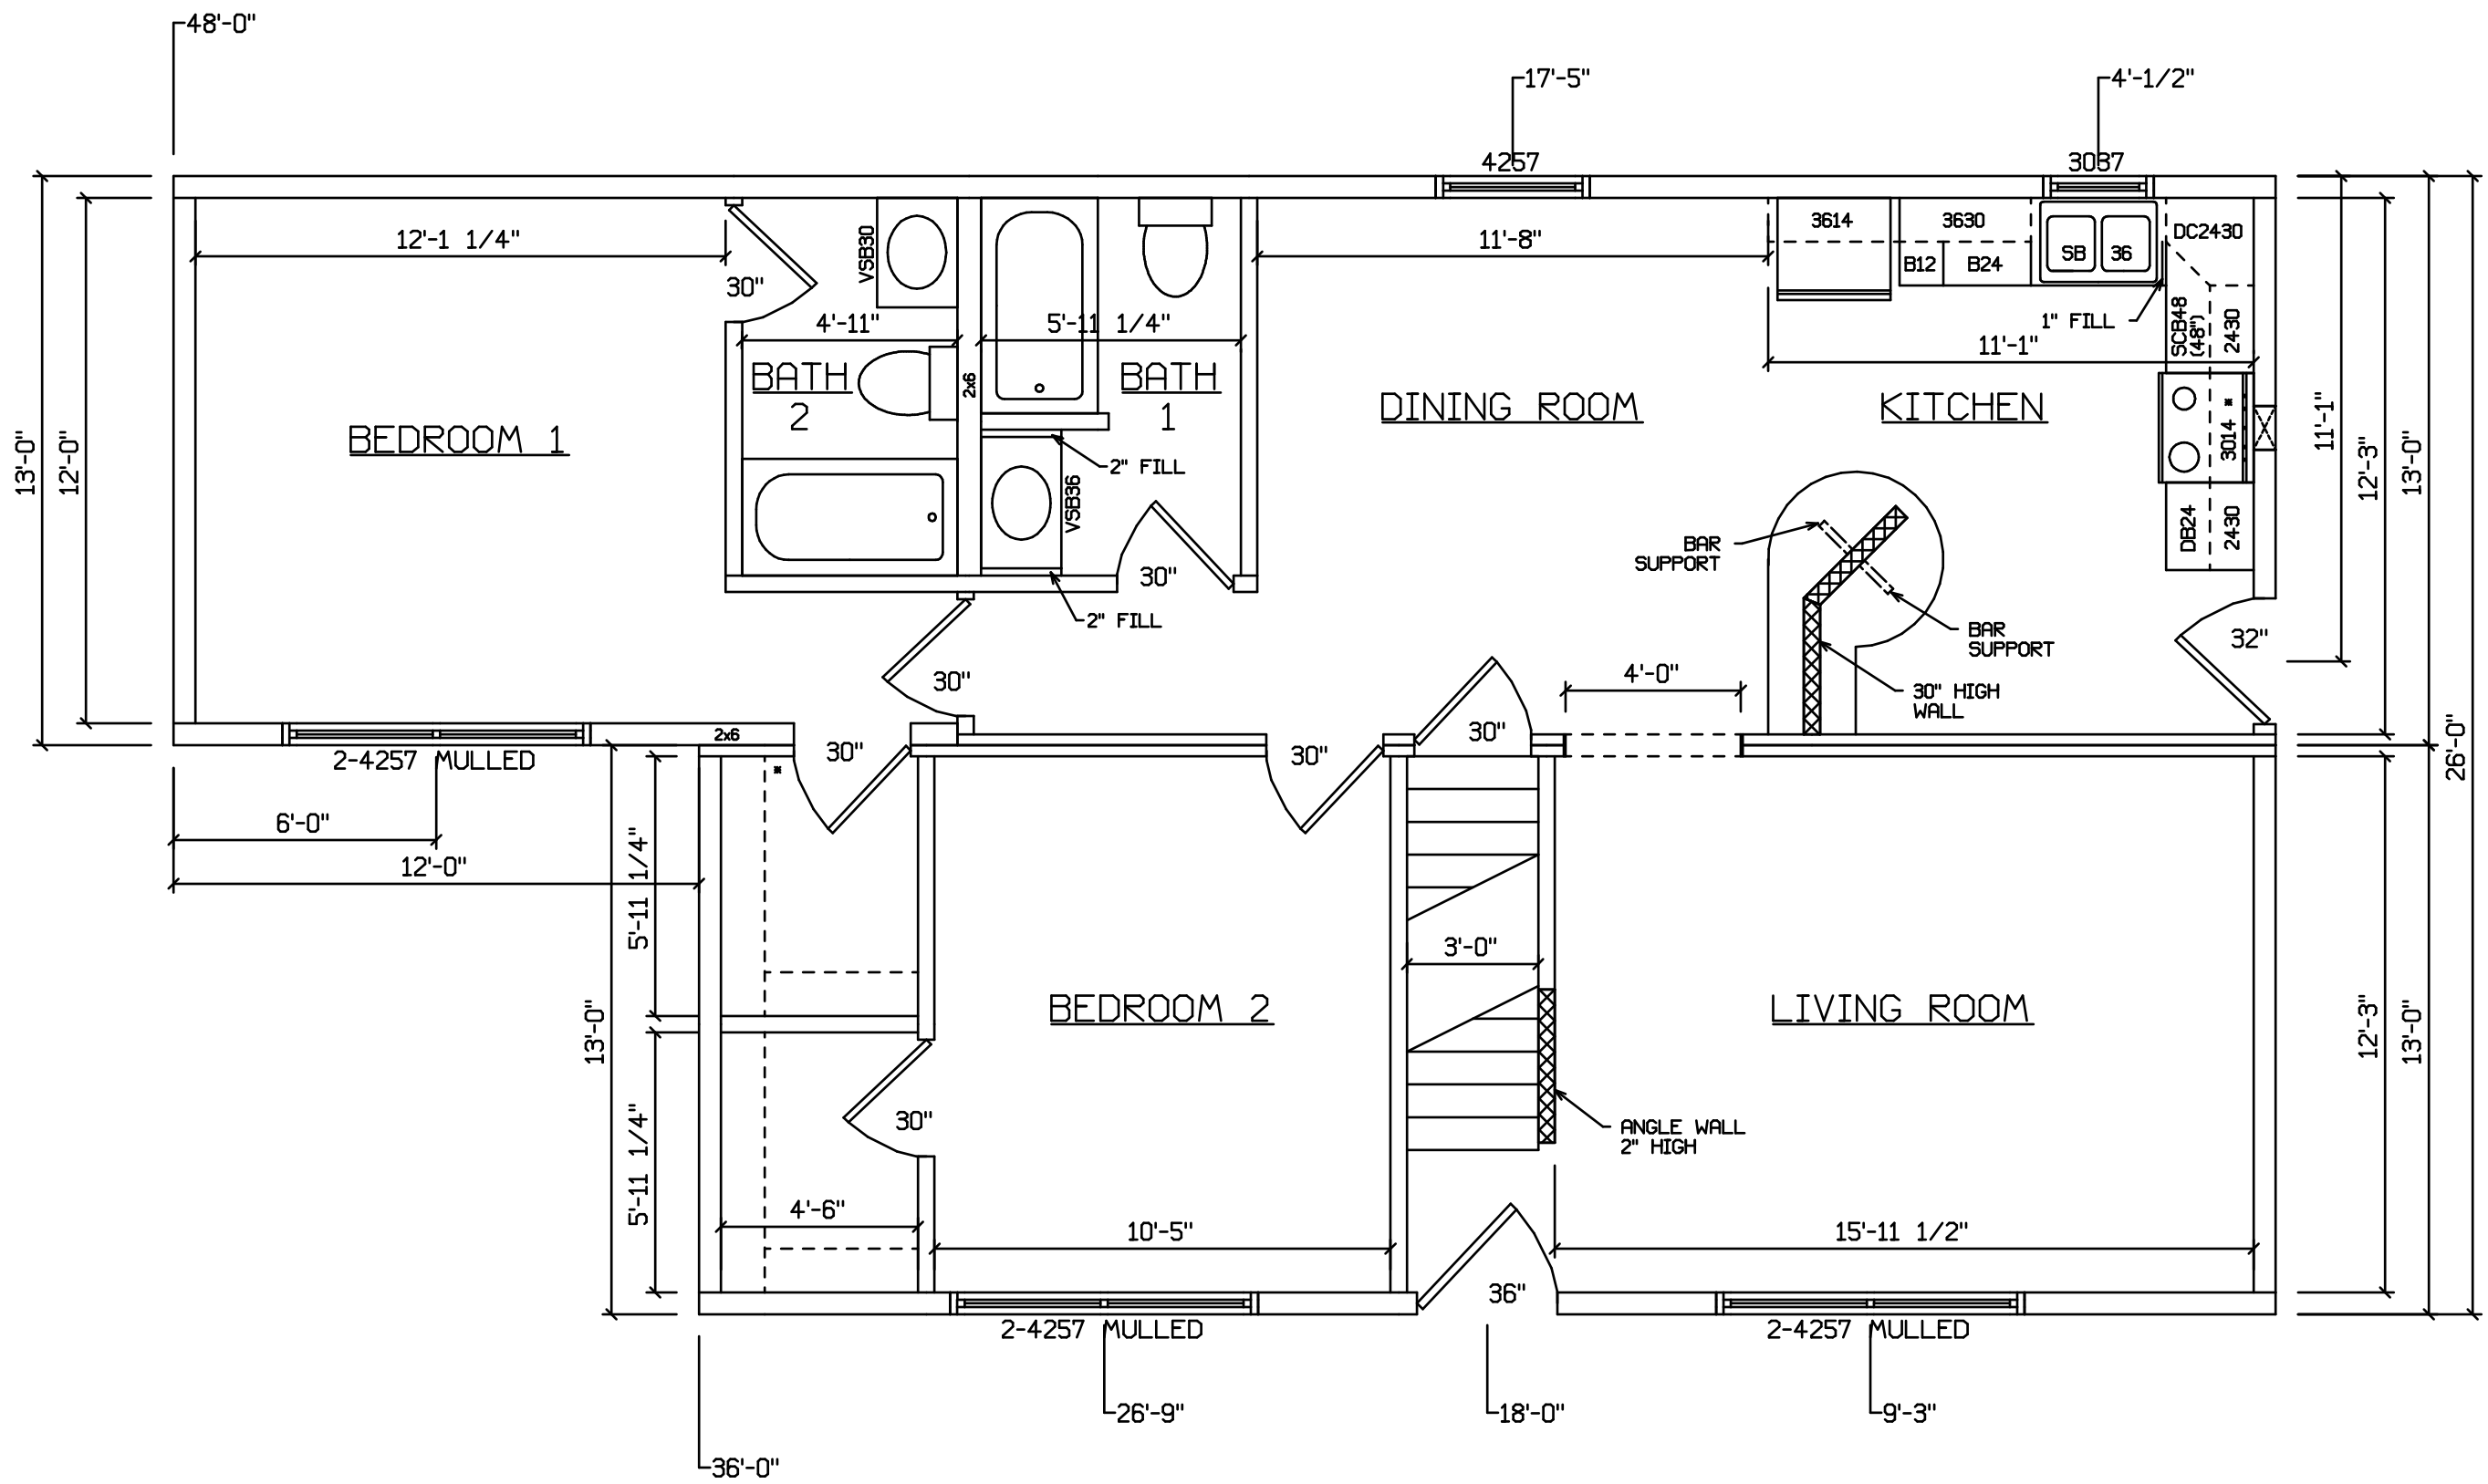 48'-0"
17'-5"
4'-1/2"
4257
3037
12'-1 1/4"
30"
VSB30
4'-11"
5'-11 1/4"
11'-8"
3614
3630
B12
B24
SB
36
DC2430
1" FILL
SCB48
(48")
2430
11'-1"
BATH
2
2x6
BATH
1
DINING ROOM
KITCHEN
BEDROOM 1
13'-0"
12'-0"
3014 *
11'-1"
12'-3"
13'-0"
26'-0"
2" FILL
VSB36
30"
2" FILL
DB24
2430
BAR
SUPPORT
BAR
SUPPORT
32"
30"
4'-0"
30" HIGH
WALL
2x6
30"
30"
30"
2-4257 MULLED
*
6'-0"
12'-0"
5'-11 1/4"
3'-0"
13'-0"
BEDROOM 2
LIVING ROOM
12'-3"
13'-0"
30"
5'-11 1/4"
ANGLE WALL
2" HIGH
4'-6"
10'-5"
15'-11 1/2"
36"
2-4257 MULLED
2-4257 MULLED
26'-9"
18'-0"
9'-3"
36'-0"